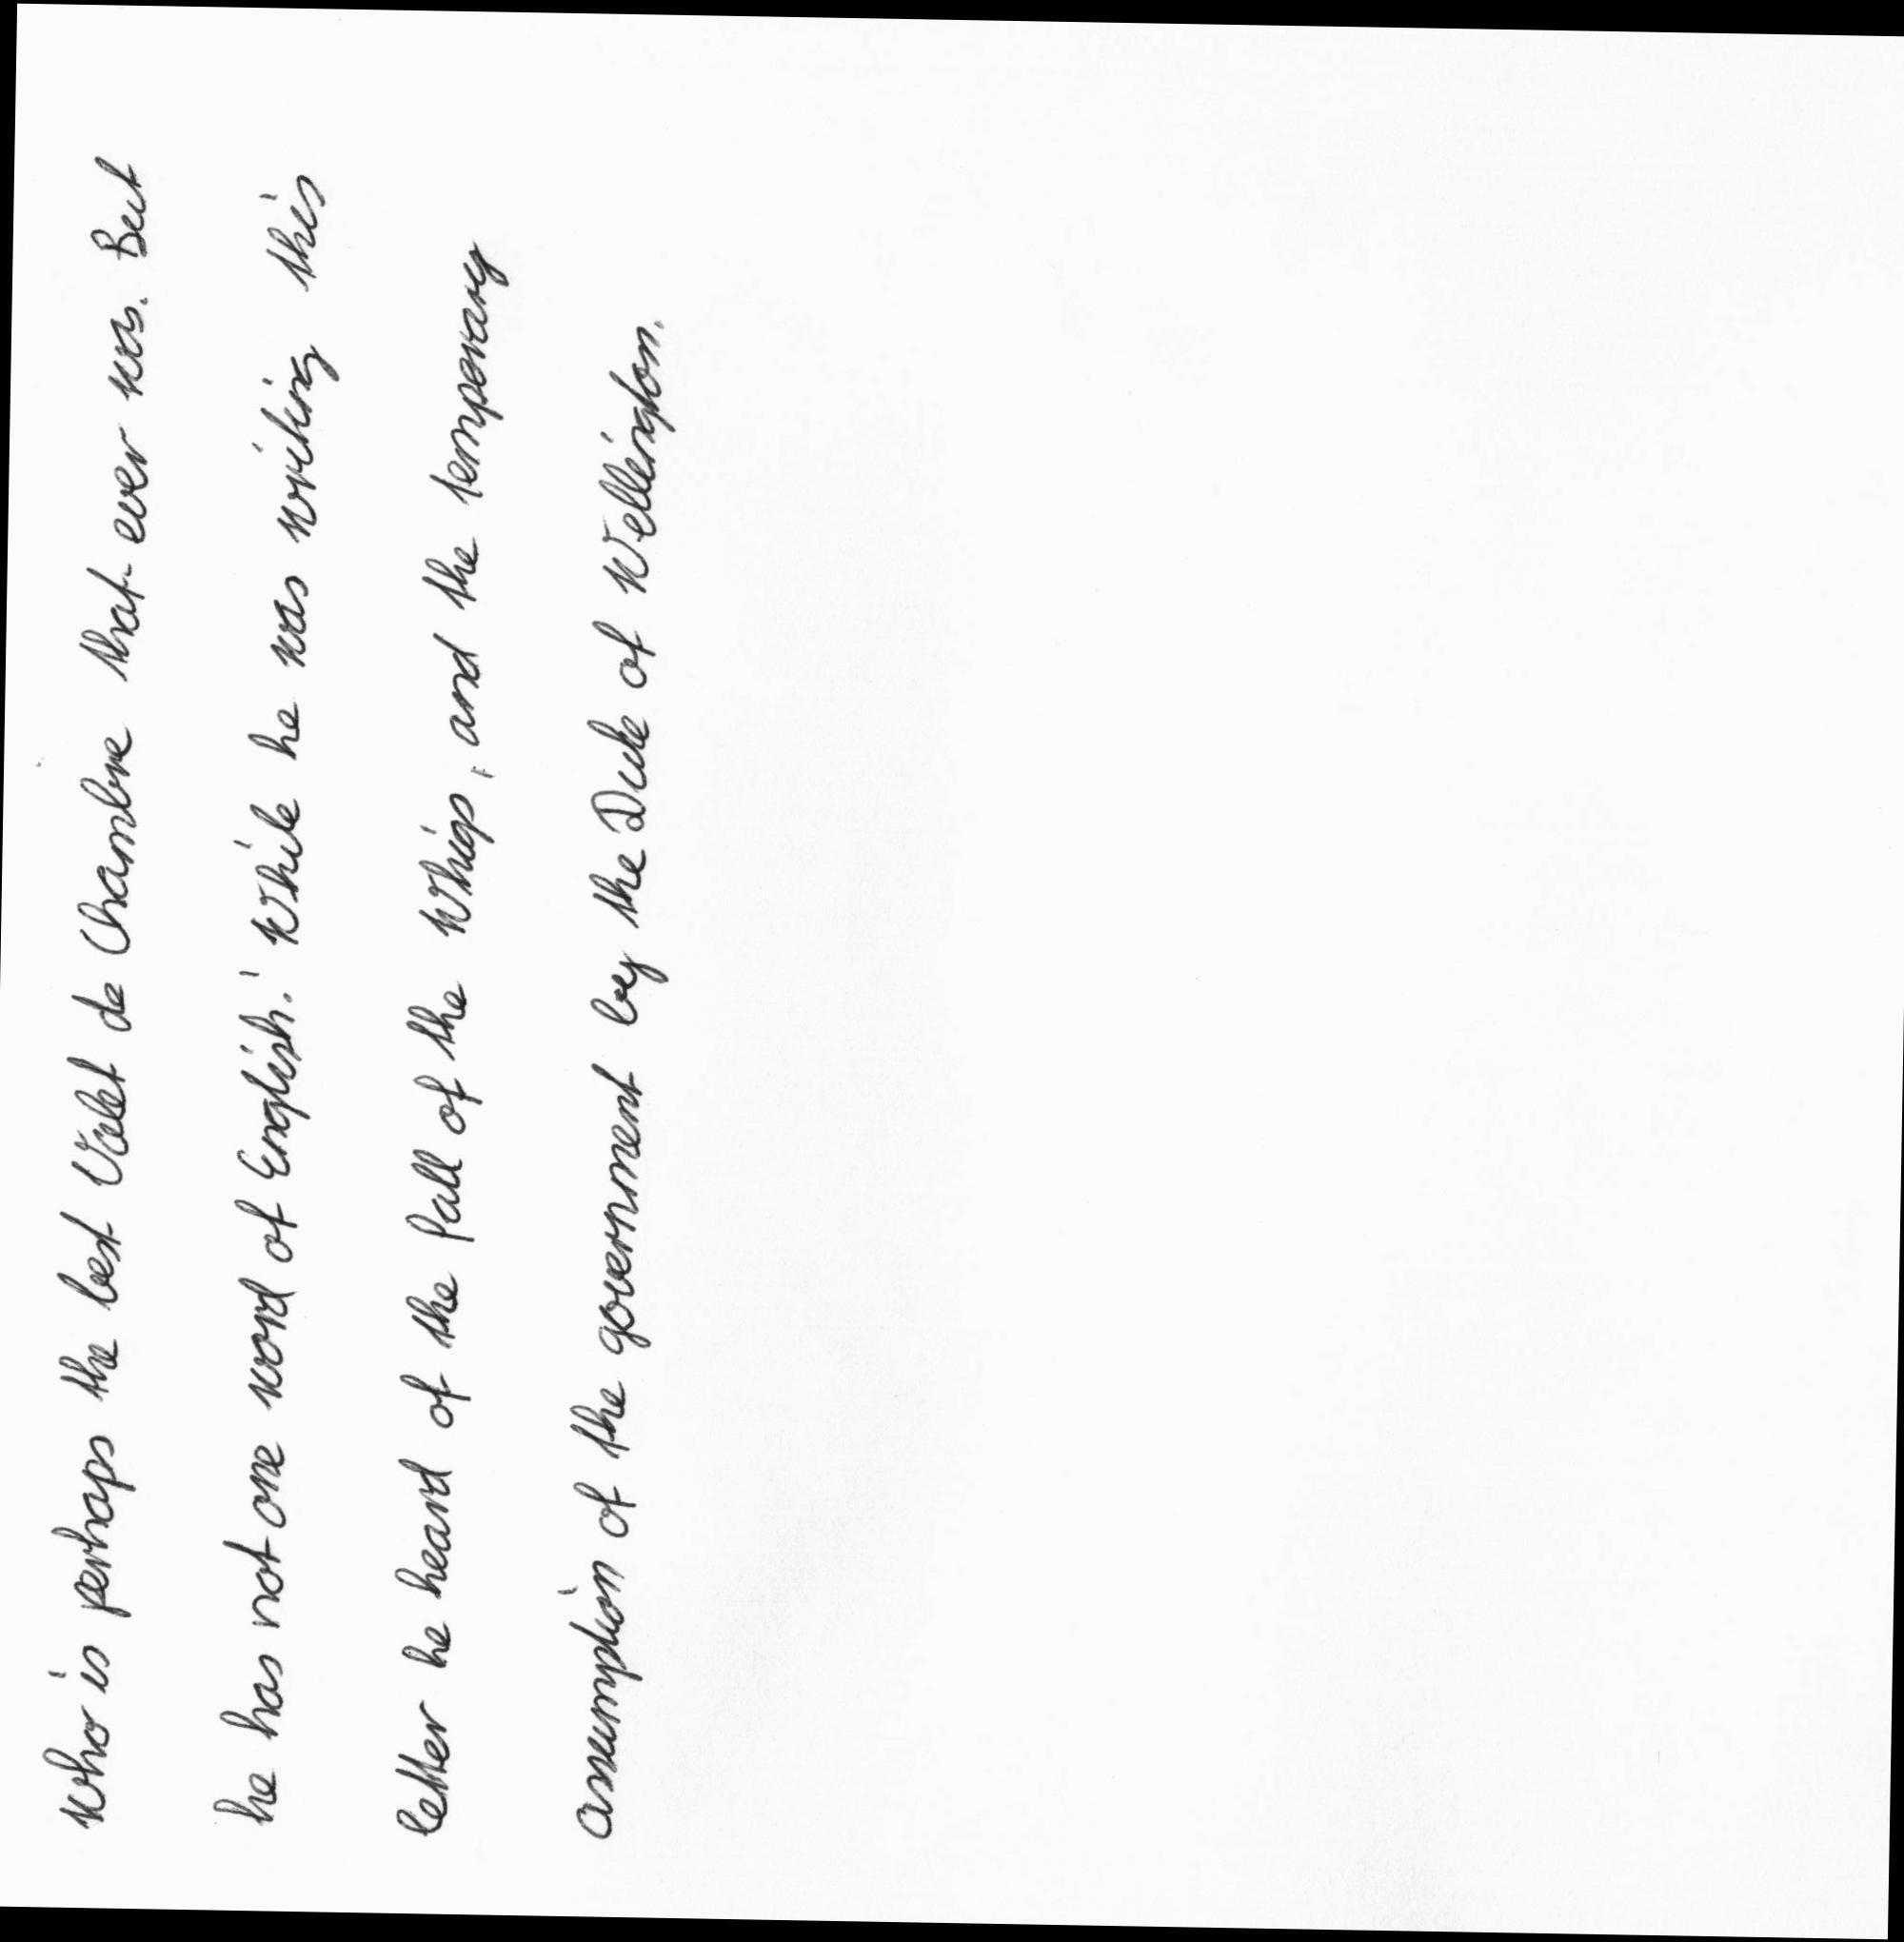 who is perhaps the best Valet de Chambre that ever was. But
he has not one word of English.' While he was writing this
letter he heard of the fall of the Whigs, and the temporary
assumption of the government by the Duke of Wellington.